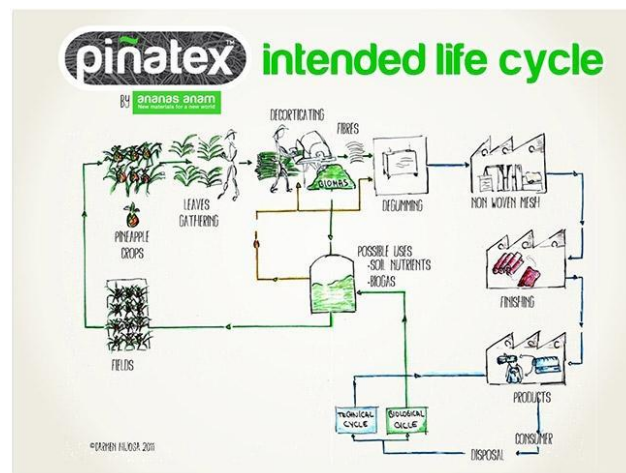 piñatex™ intended life cycle
BY ananas anam
New materials for a new world
DECORTICATING
FIBRES
BIOMASS
LEAVES
GATHERING
DEGUMMING
NON WOVEN MESH
PINEAPPLE
CROPS
POSSIBLE USES
-SOIL NUTRIENTS
-BIOGAS
FINISHING
FIELDS
PRODUCTS
TECHNICAL
CYCLE
BIOLOGICAL
CYCLE
CONSUMER
DISPOSAL
©CARMEN HIJOSA 2011